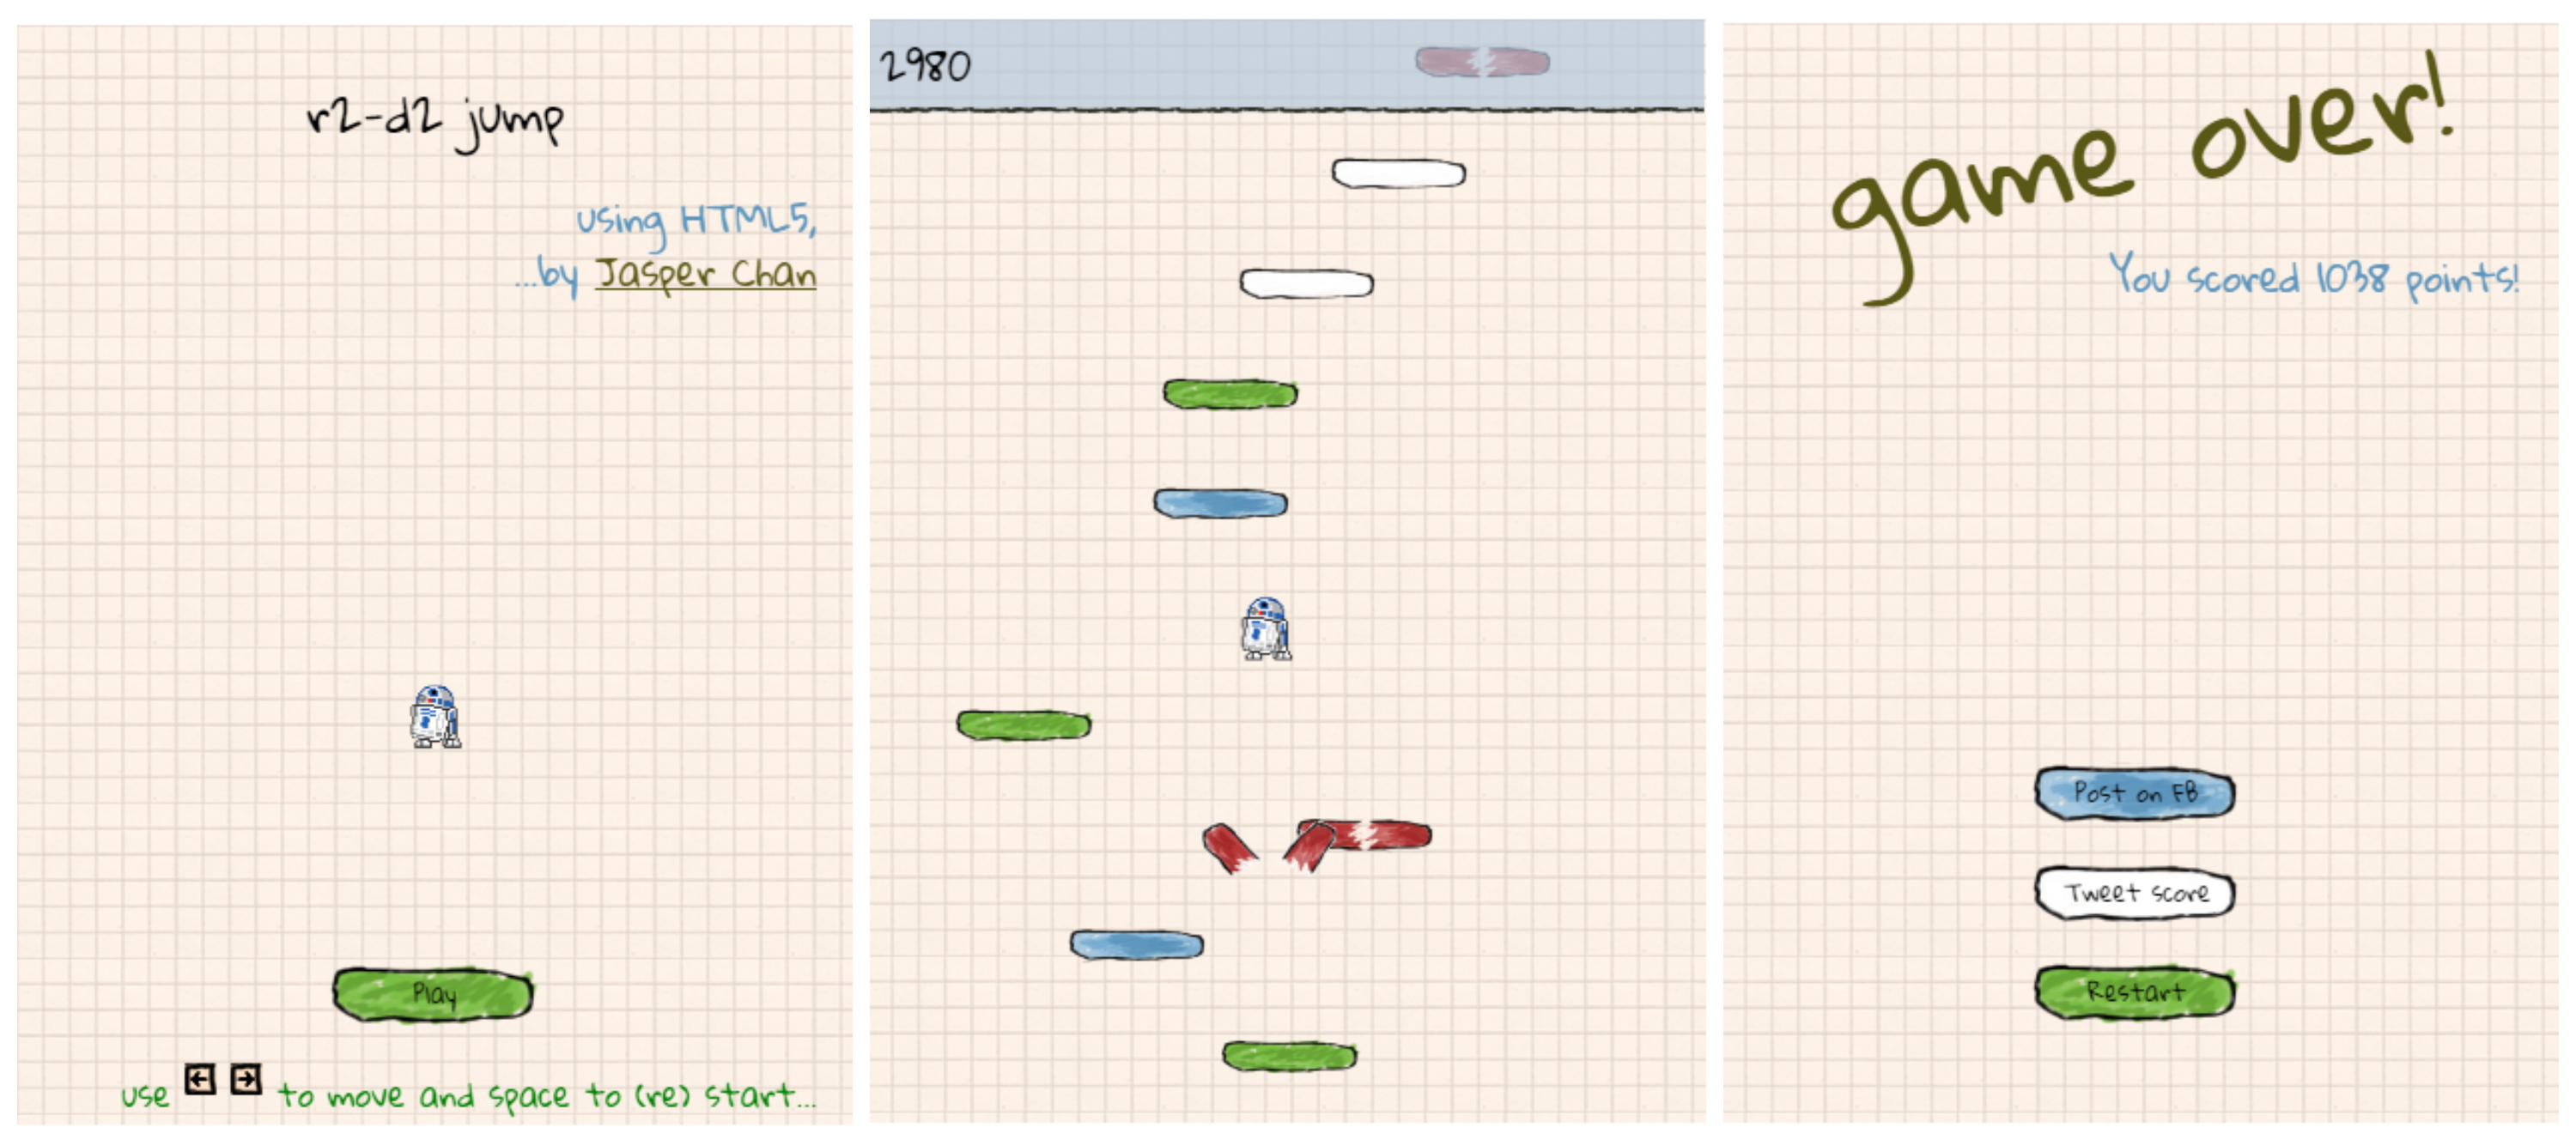 r2-d2 jump
using HTML5,
...by Jasper Chan
Play
use ← → to move and space to (re) start...
2980
game over!
You scored 1038 points!
Post on FB
Tweet score
Restart